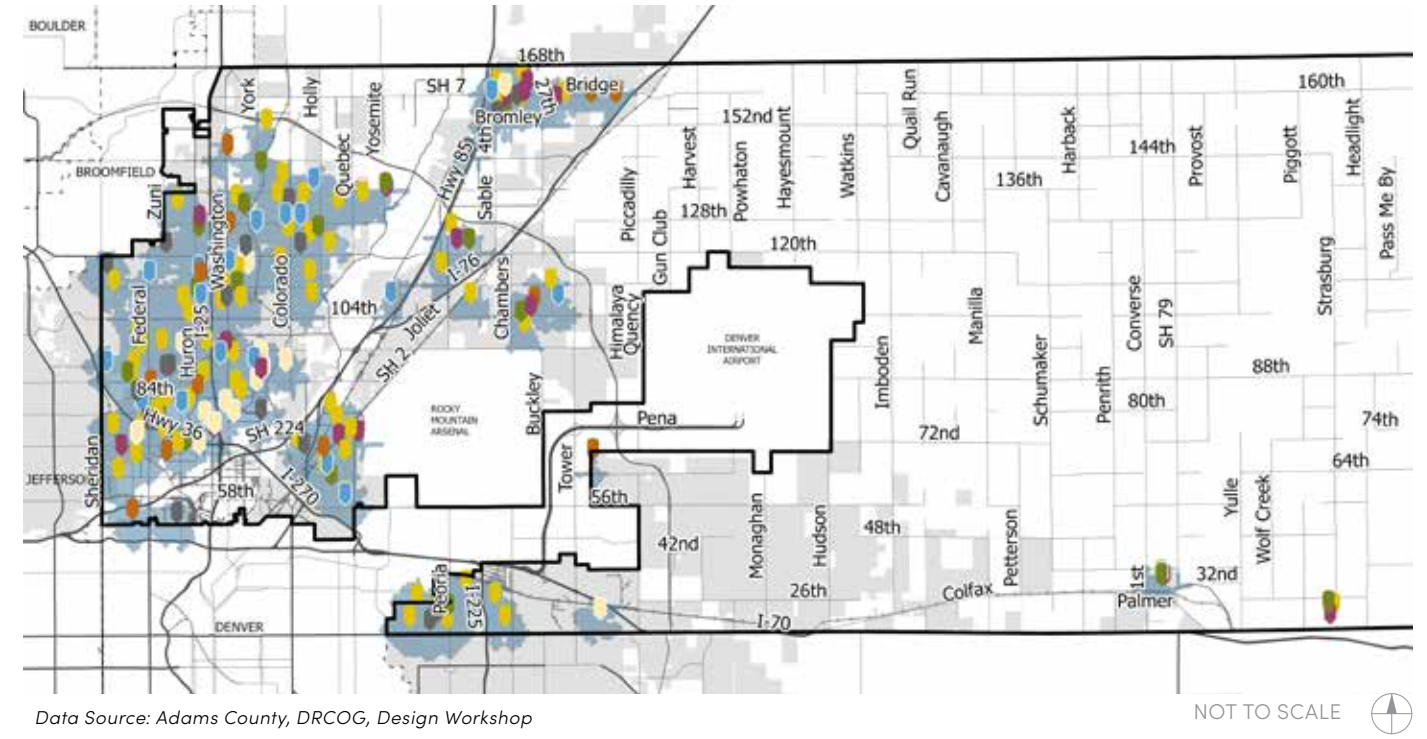 BOULDER
168th
York
Holly
Yosemite
SH 7
27th
Bridge
160th
Bromley
4th
152nd
Harvest
Powhaton
Hayesmount
Watkins
Quail Run
Cavanaugh
Harback
144th
Provost
Piggott
Headlight
Pass Me By
BROOMFIELD
Zuni
Quebec
Hwy 85
Sable
Piccadilly
Gun Club
128th
136th
Washington
120th
I-76
Federal
Huron
I-25
Colorado
104th
SH 2
Joliet
Chambers
Himalaya
Quency
DENVER
INTERNATIONAL
AIRPORT
Manilla
Converse
SH 79
Strasburg
Imboden
Schumaker
Penrith
88th
84th
80th
Hwy 36
SH 224
ROCKY
MOUNTAIN
ARSENAL
Buckley
Pena
72nd
74th
64th
JEFFERSO
Sheridan
58th
I-270
Tower
56th
Monaghan
Hudson
48th
Petterson
Yulle
Wolf Creek
42nd
26th
Colfax
1st
32nd
Palmer
Peoria
I-225
I-70
DENVER
Data Source: Adams County, DRCOG, Design Workshop
NOT TO SCALE